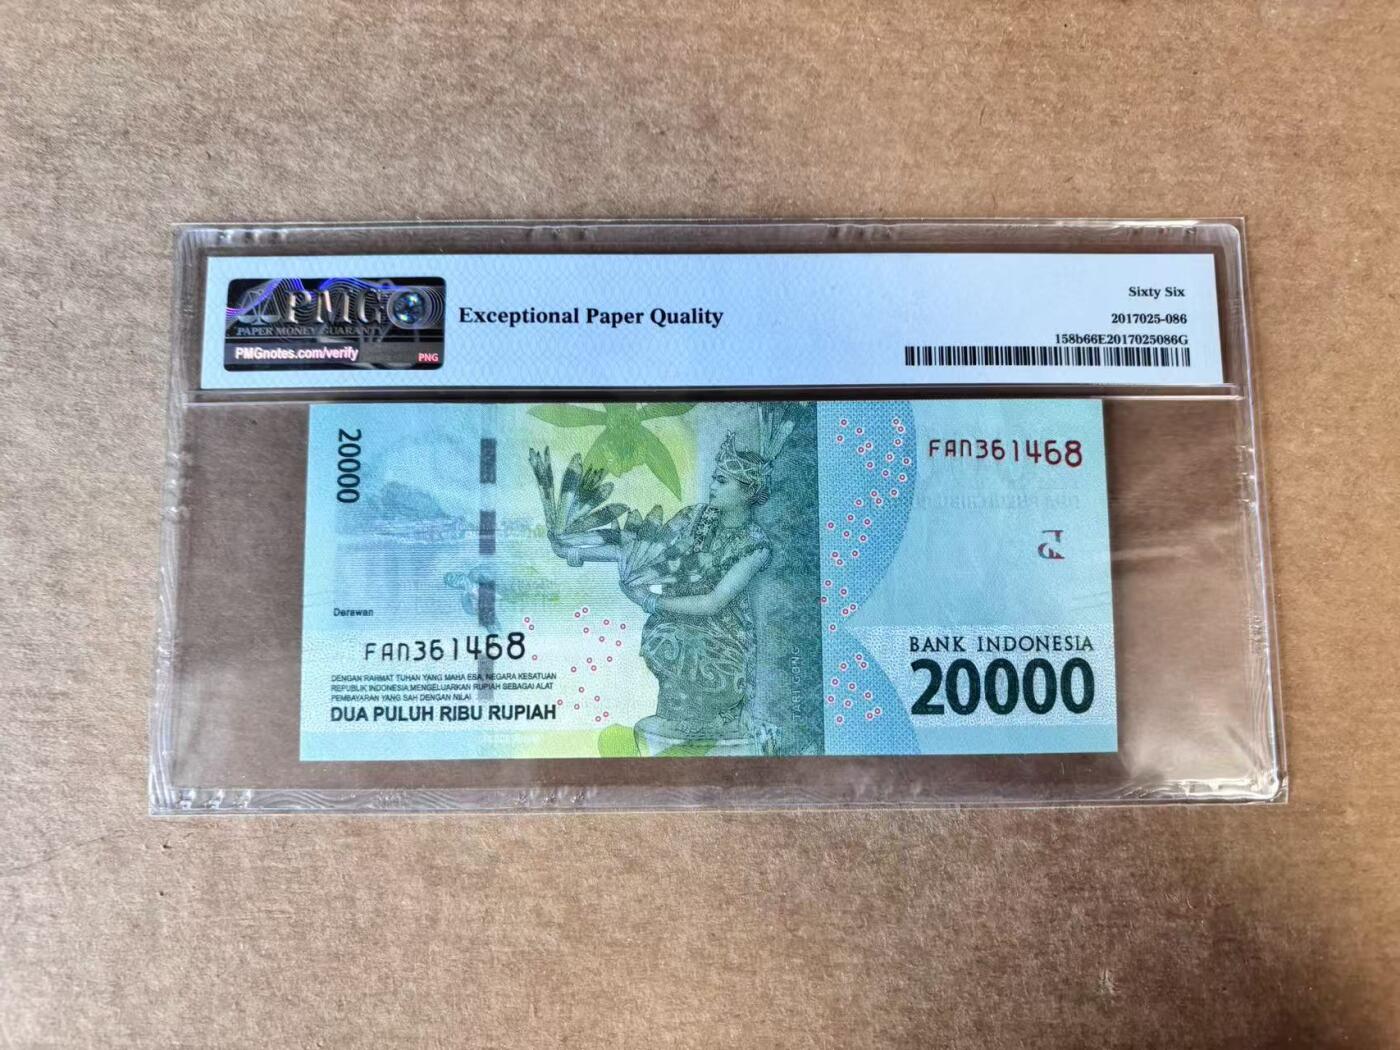 PMG
PAPER MONEY GUARANTY
PMGnotes.com/verify
PNG
Exceptional Paper Quality
Sixty Six
2017025-086
158b66E2017025086G
20000
FAN361468
Derawan
FAN361468
DENGAN RAHMAT TUHAN YANG MAHA ESA, NEGARA KESATUAN
REPUBLIK INDONESIA MENGELUARKAN RUPIAH SEBAGAI ALAT
PEMBAYARAN YANG SAH DENGAN NILAI
DUA PULUH RIBU RUPIAH
BANK INDONESIA
20000